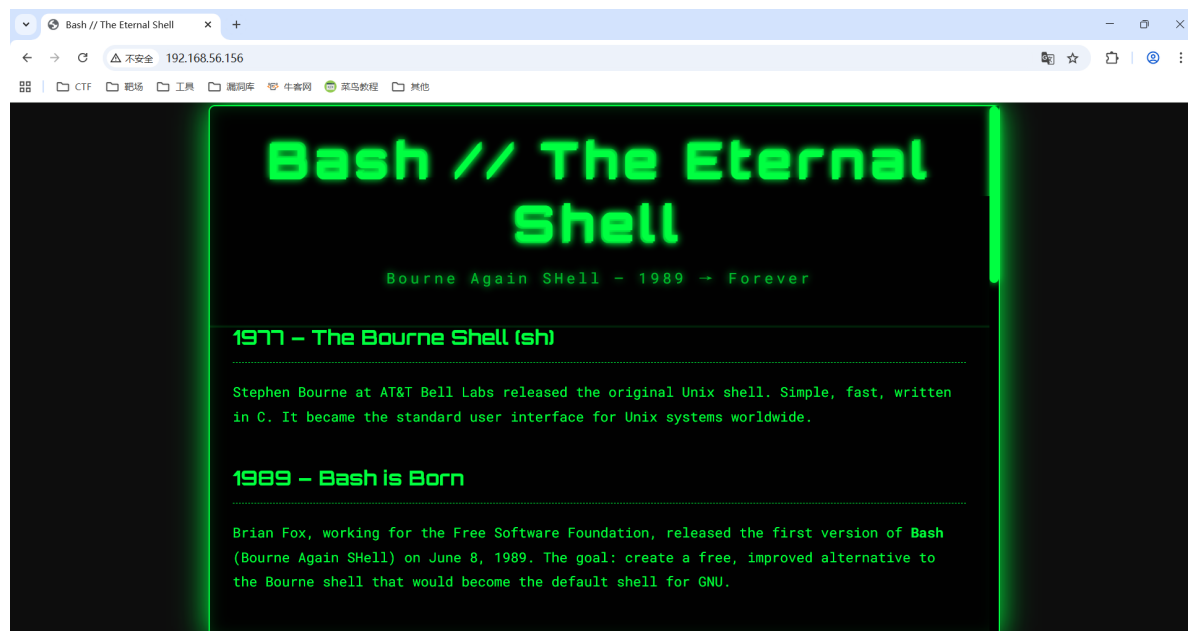 Bash // The Eternal Shell
不安全 192.168.56.156
CTF 靶场 工具 漏洞库 牛客网 菜鸟教程 其他
Bash // The Eternal
Shell
Bourne Again SHell — 1989 → Forever
1977 – The Bourne Shell (sh)
Stephen Bourne at AT&T Bell Labs released the original Unix shell. Simple, fast, written
in C. It became the standard user interface for Unix systems worldwide.
1989 – Bash is Born
Brian Fox, working for the Free Software Foundation, released the first version of Bash
(Bourne Again SHell) on June 8, 1989. The goal: create a free, improved alternative to
the Bourne shell that would become the default shell for GNU.